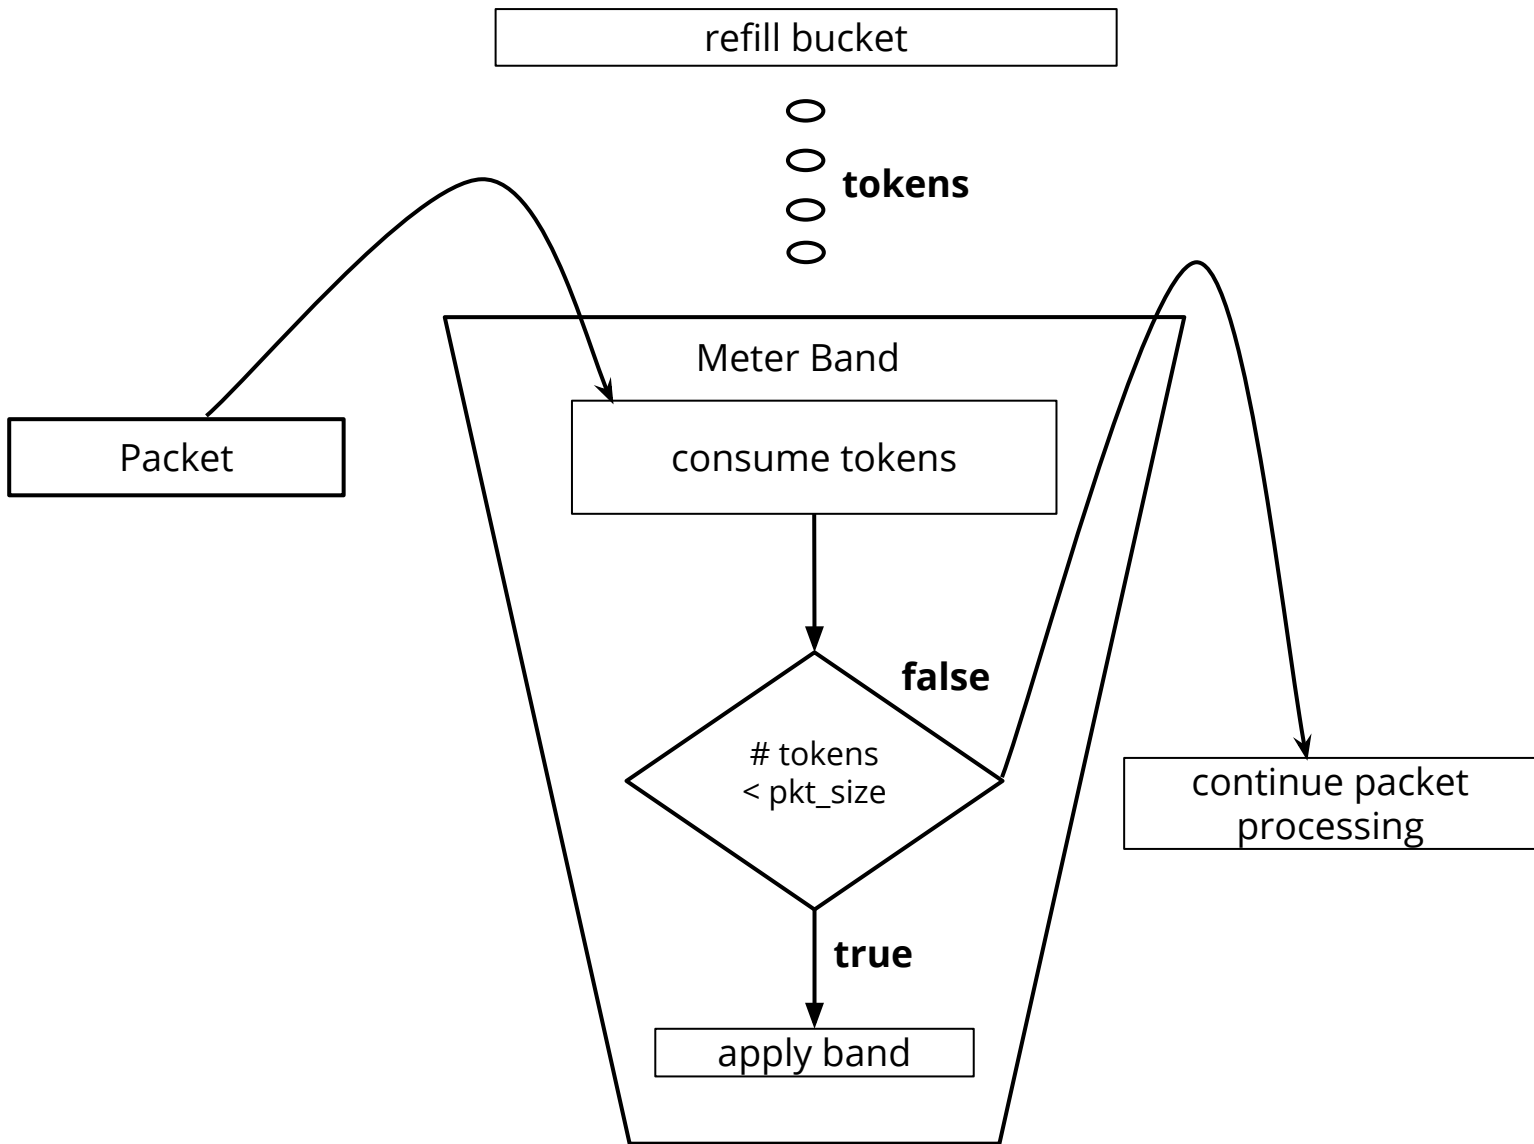 refill bucket
tokens
Meter Band
Packet
consume tokens
false
# tokens
< pkt_size
continue packet
processing
true
apply band